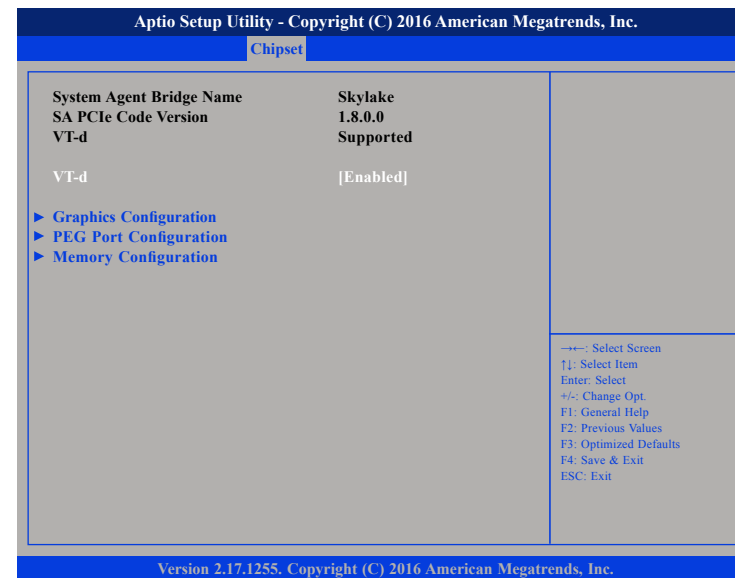 Aptio Setup Utility - Copyright (C) 2016 American Megatrends, Inc.
Chipset
System Agent Bridge Name Skylake
SA PCIe Code Version 1.8.0.0
VT-d Supported
VT-d [Enabled]
► Graphics Configuration
► PEG Port Configuration
► Memory Configuration
→←: Select Screen
↑↓: Select Item
Enter: Select
+/-: Change Opt.
F1: General Help
F2: Previous Values
F3: Optimized Defaults
F4: Save & Exit
ESC: Exit
Version 2.17.1255. Copyright (C) 2016 American Megatrends, Inc.